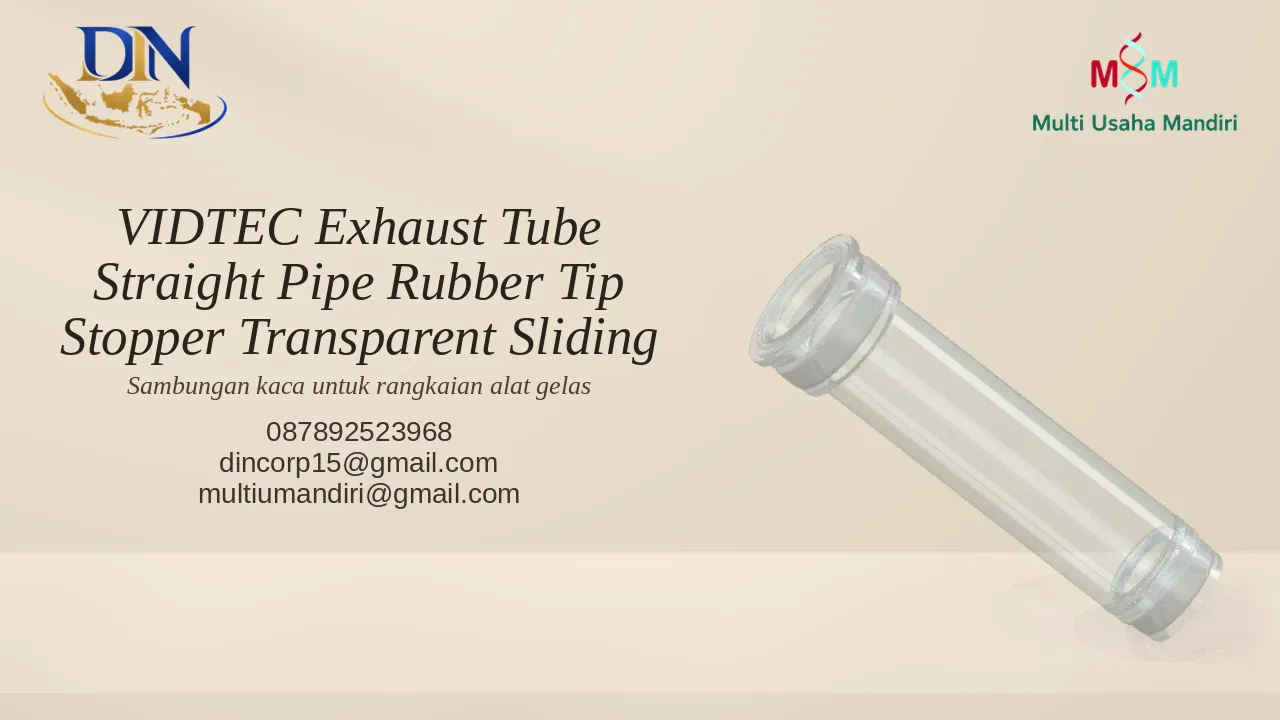 DIN
MSM
Multi Usaha Mandiri
VIDTEC Exhaust Tube
Straight Pipe Rubber Tip
Stopper Transparent Sliding
Sambungan kaca untuk rangkaian alat gelas
087892523968
dincorp15@gmail.com
multiumandiri@gmail.com